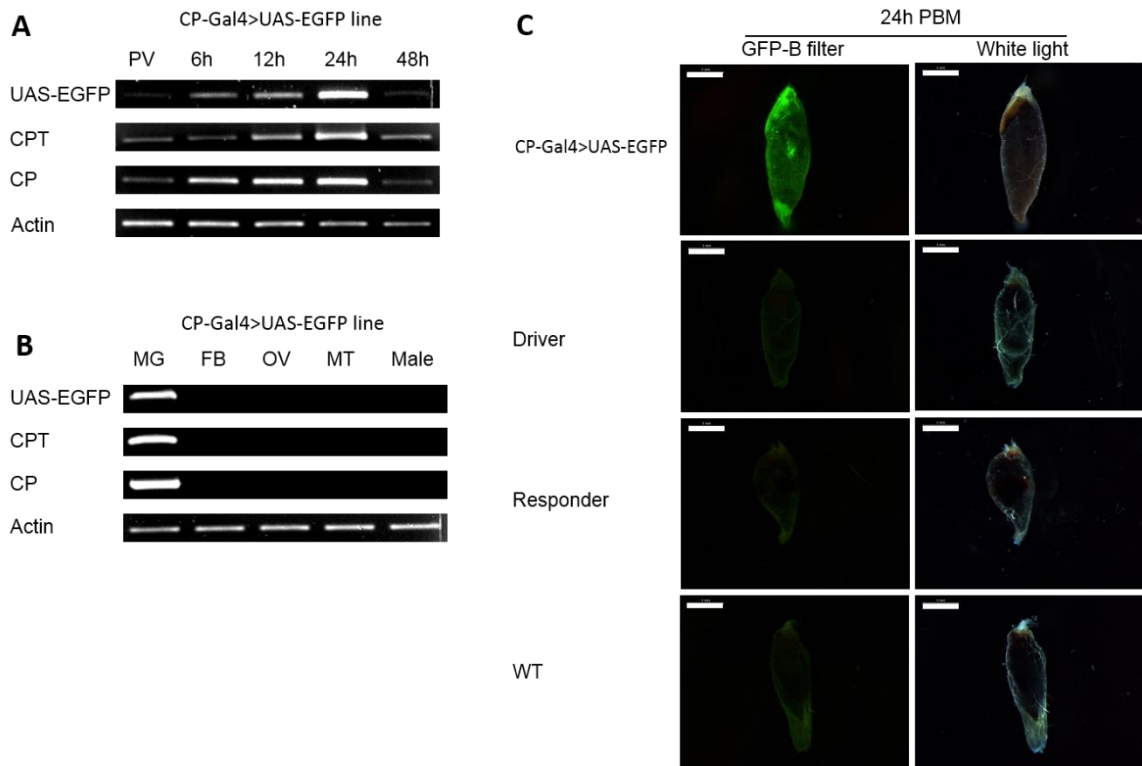 A
CP-Gal4>UAS-EGFP line
PV 6h 12h 24h 48h
UAS-EGFP
CPT
CP
Actin
B
CP-Gal4>UAS-EGFP line
MG FB OV MT Male
UAS-EGFP
CPT
CP
Actin
C
24h PBM
GFP-B filter White light
CP-Gal4>UAS-EGFP
Driver
Responder
WT